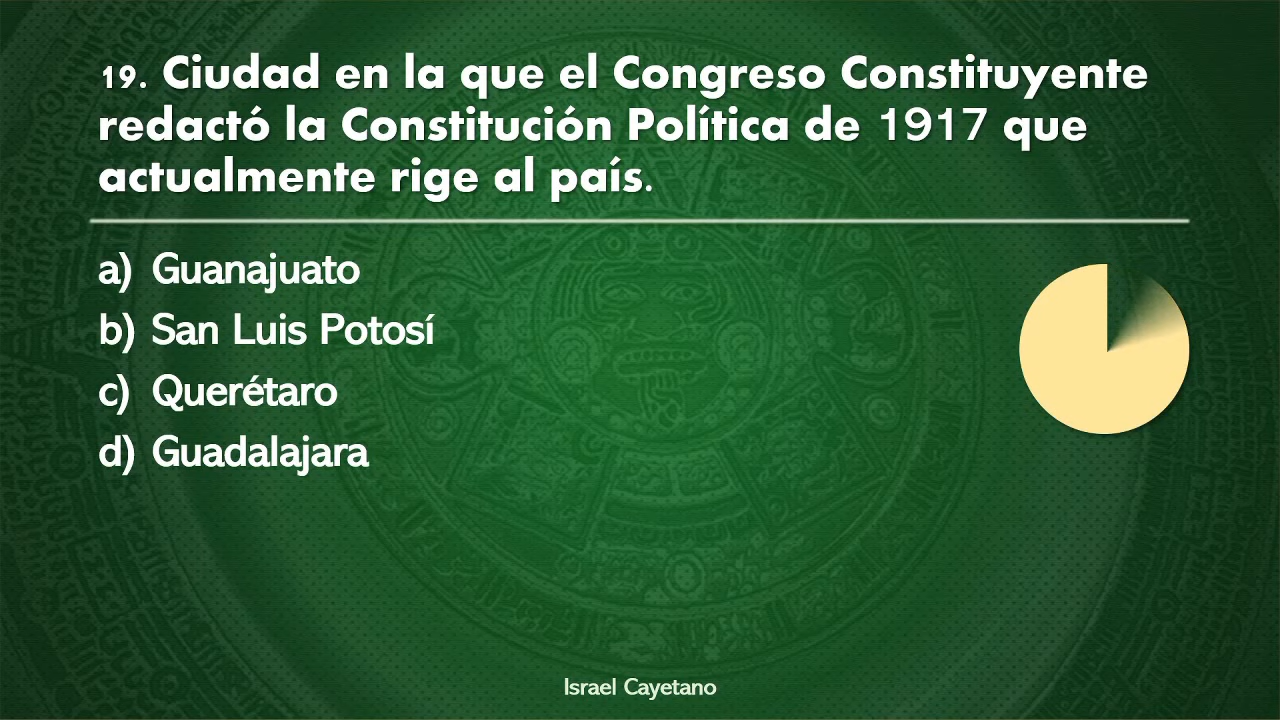 19. Ciudad en la que el Congreso Constituyente
redactó la Constitución Política de 1917 que
actualmente rige al país.
a) Guanajuato
b) San Luis Potosí
c) Querétaro
d) Guadalajara
Israel Cayetano